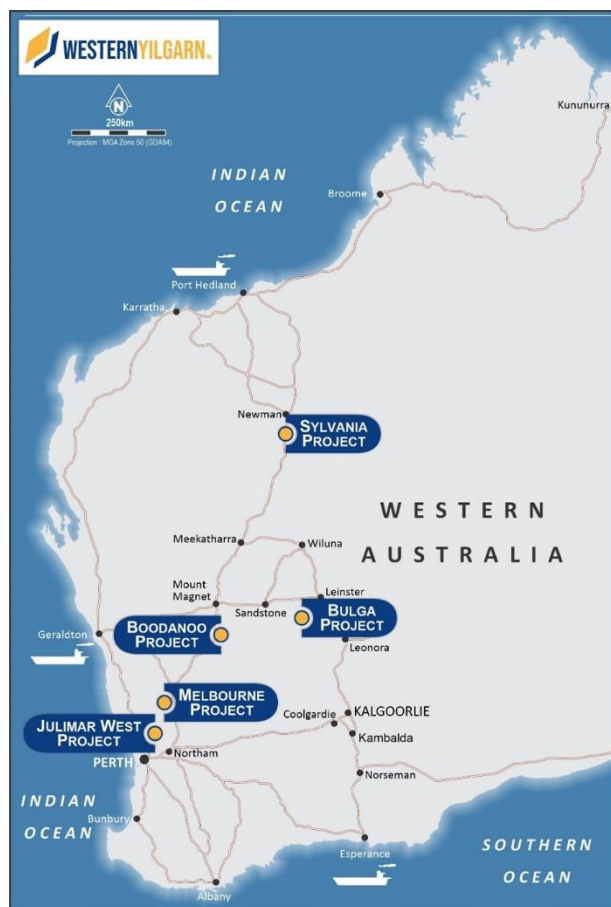 WESTERNYILGARN NL
N
250km
Projection : MGA Zone 50 (GDA94)
Kununurra
INDIAN
OCEAN
Broome
Port Hedland
Karratha
Newman
SYLVANIA
PROJECT
WESTERN
AUSTRALIA
Meekatharra
Wiluna
Mount
Magnet
Leinster
Sandstone
BOODANOO
PROJECT
BULGA
PROJECT
Geraldton
Leonora
MELBOURNE
PROJECT
JULIMAR WEST
PROJECT
Coolgardie
KALGOORLIE
Kambalda
Northam
PERTH
Norseman
INDIAN
OCEAN
Bunbury
Esperance
SOUTHERN
OCEAN
Albany